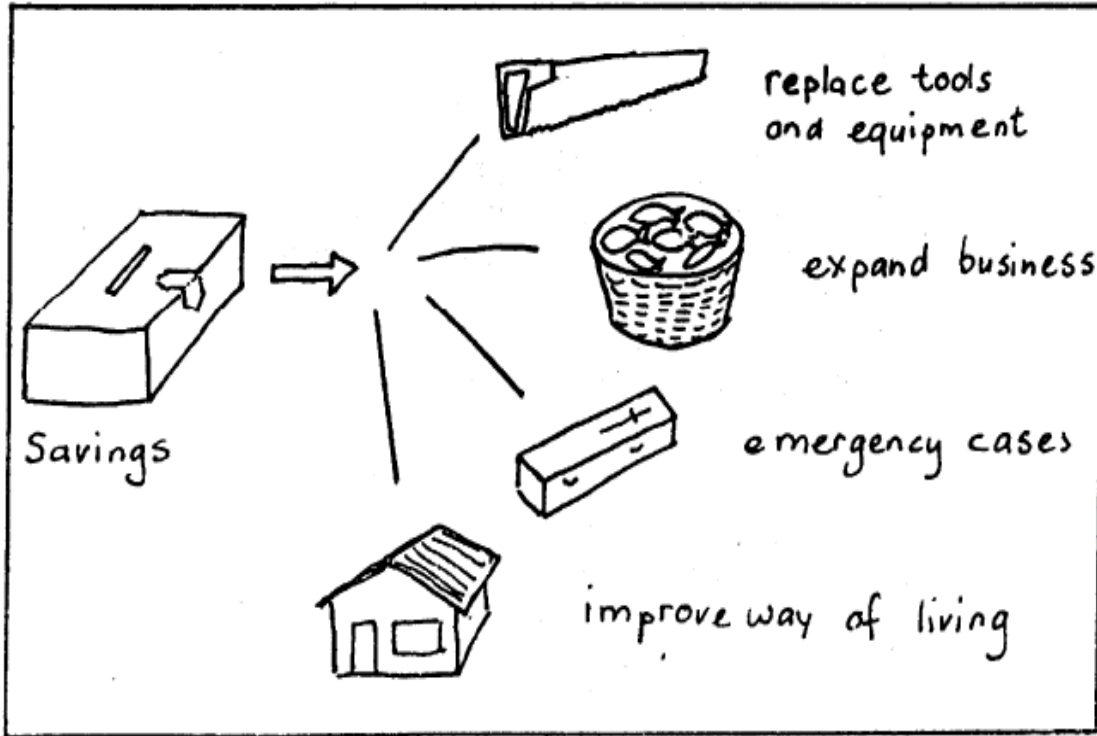 replace tools
and equipment
expand business
Savings
emergency cases
improve way of living